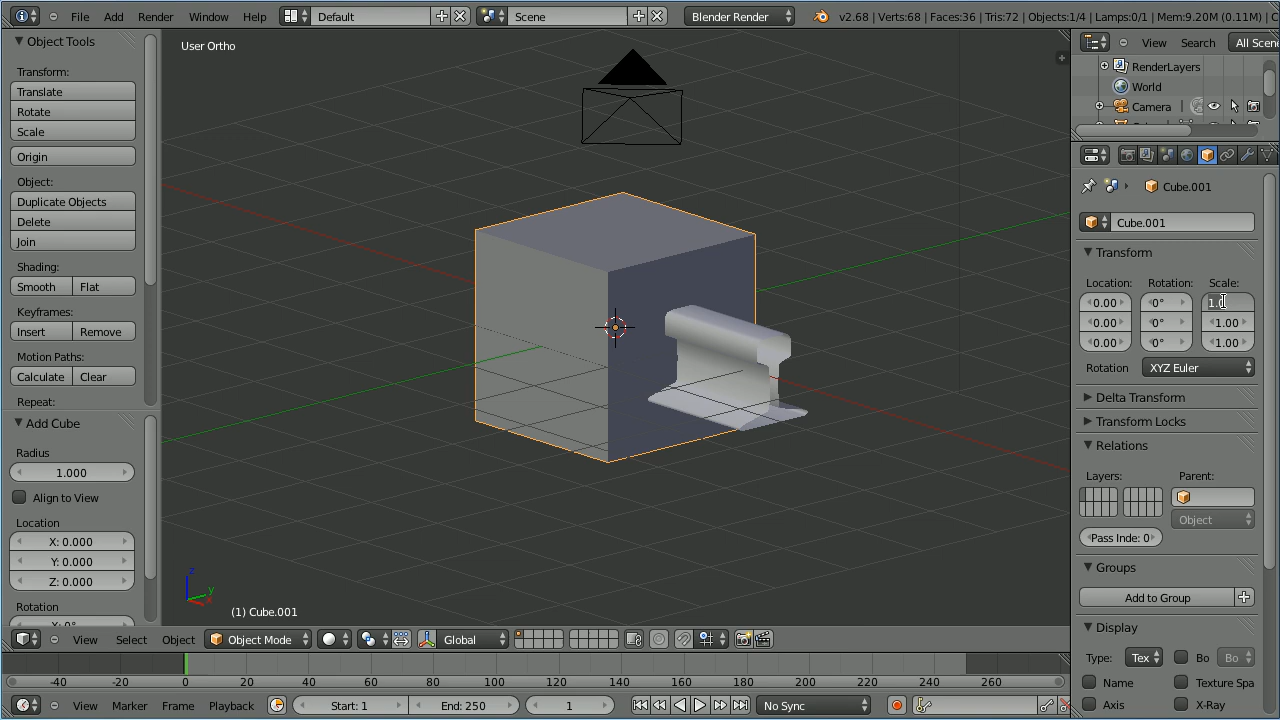 File Add Render Window Help Default Scene Blender Render v2.68 | Verts:68 | Faces:36 | Tris:72 | Objects:1/4 | Lamps:0/1 | Mem:9.20M (0.11M) | C
Object Tools
Transform:
Translate
Rotate
Scale
Origin
Object:
Duplicate Objects
Delete
Join
Shading:
Smooth Flat
Keyframes:
Insert Remove
Motion Paths:
Calculate Clear
Repeat:
Add Cube
Radius
1.000
Align to View
Location
X: 0.000
Y: 0.000
Z: 0.000
Rotation
X: 0°
User Ortho
z
y
x
(1) Cube.001
View Search All Scene
RenderLayers
World
Camera
Cube.001
Cube.001
Transform
Location: Rotation: Scale:
0.00 0° 1.0
0.00 0° 1.00
0.00 0° 1.00
Rotation XYZ Euler
Delta Transform
Transform Locks
Relations
Layers: Parent:
Object
Pass Inde: 0
Groups
Add to Group
Display
Type: Tex Bo Bo
Name Texture Spa
Axis X-Ray
View Select Object Object Mode Global
-40 -20 0 20 40 60 80 100 120 140 160 180 200 220 240 260
View Marker Frame Playback Start: 1 End: 250 1 No Sync